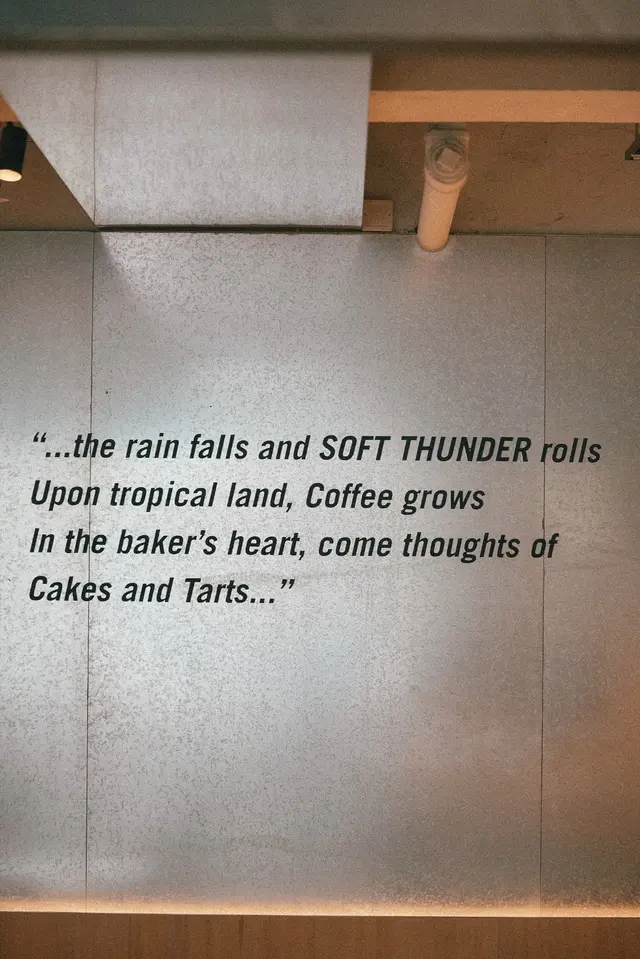 “...the rain falls and SOFT THUNDER rolls
Upon tropical land, Coffee grows
In the baker’s heart, come thoughts of
Cakes and Tarts...”